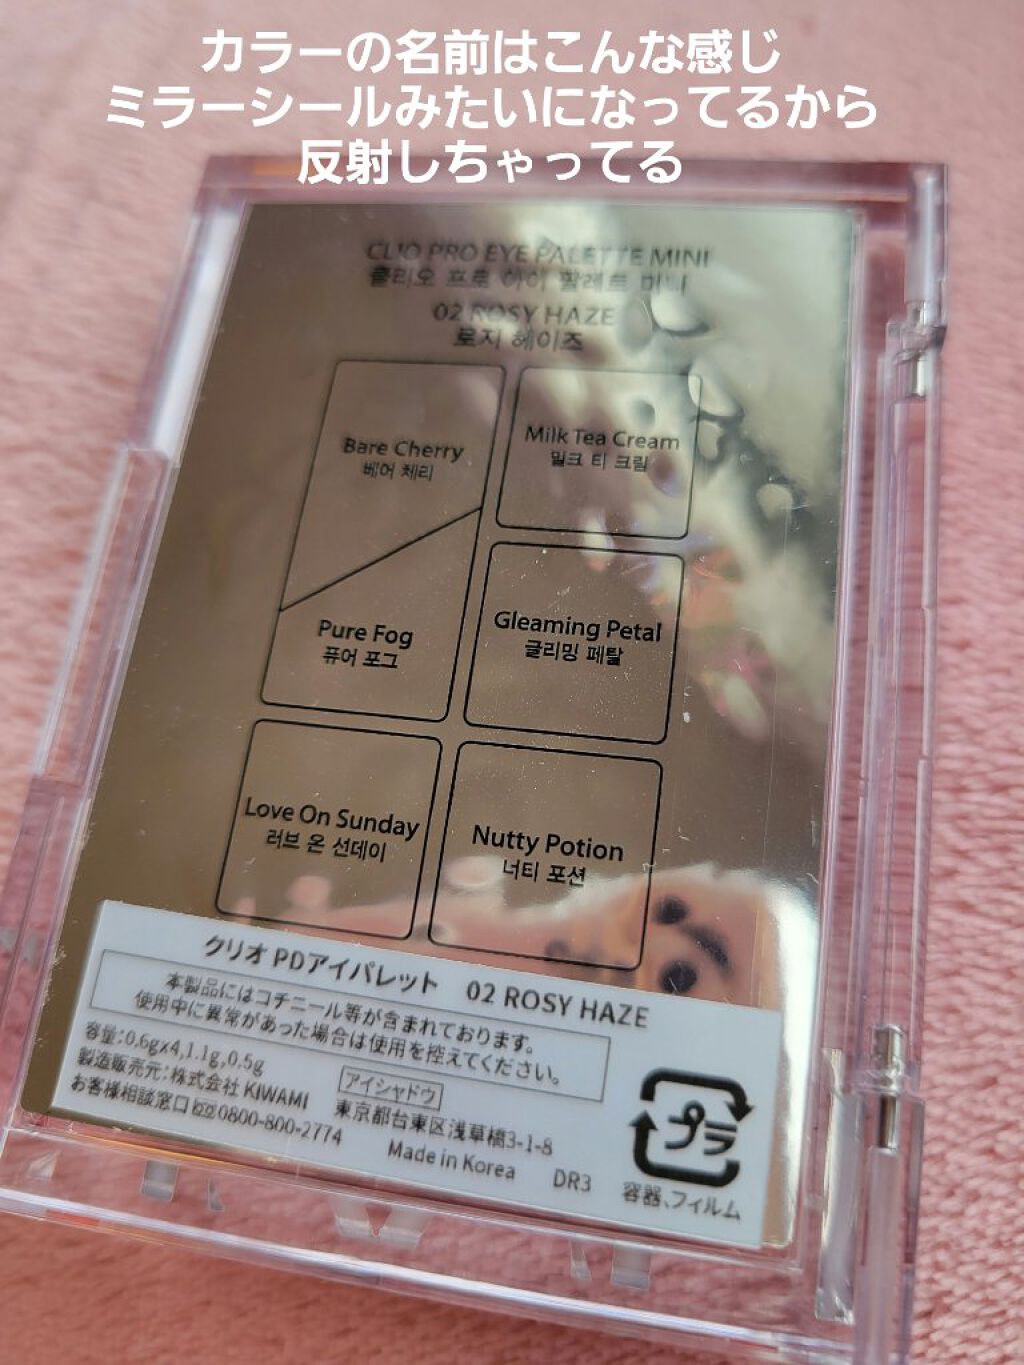 カラーの名前はこんな感じ
ミラーシールみたいになってるから
反射しちゃってる
CLIO PRO EYE PALETTE MINI
클리오 프로 아이 팔레트 미니
02 ROSY HAZE
로지 헤이즈
Bare Cherry
베어 체리
Milk Tea Cream
밀크 티 크림
Pure Fog
퓨어 포그
Gleaming Petal
글리밍 페탈
Love On Sunday
러브 온 선데이
Nutty Potion
너티 포션
クリオ PDアイパレット 02 ROSY HAZE
本製品にはコチニール等が含まれております。
使用中に異常があった場合は使用を控えてください。
容量:0.6g×4,1.1g,0.5g
アイシャドウ
製造販売元:株式会社 KIWAMI 東京都台東区浅草橋3-1-8
お客様相談窓口 0800-800-2774
Made in Korea DR3
プラ
容器、フィルム